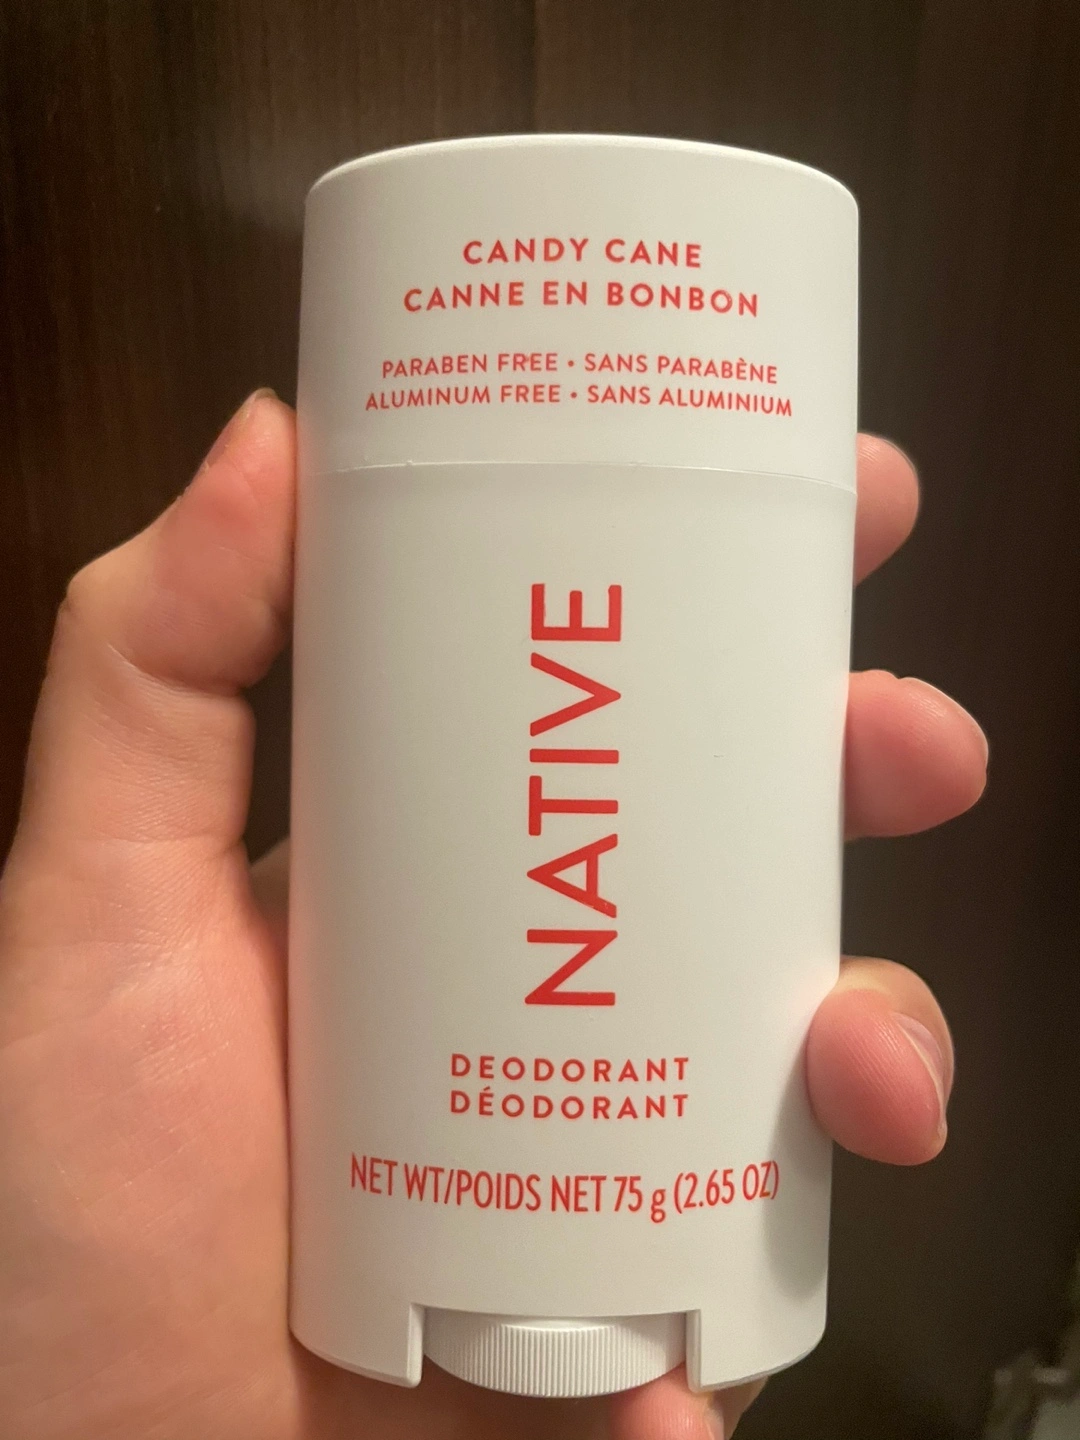 CANDY CANE
CANNE EN BONBON
PARABEN FREE • SANS PARABÈNE
ALUMINUM FREE • SANS ALUMINIUM
NATIVE
DEODORANT
DÉODORANT
NET WT/POIDS NET 75 g (2.65 OZ)